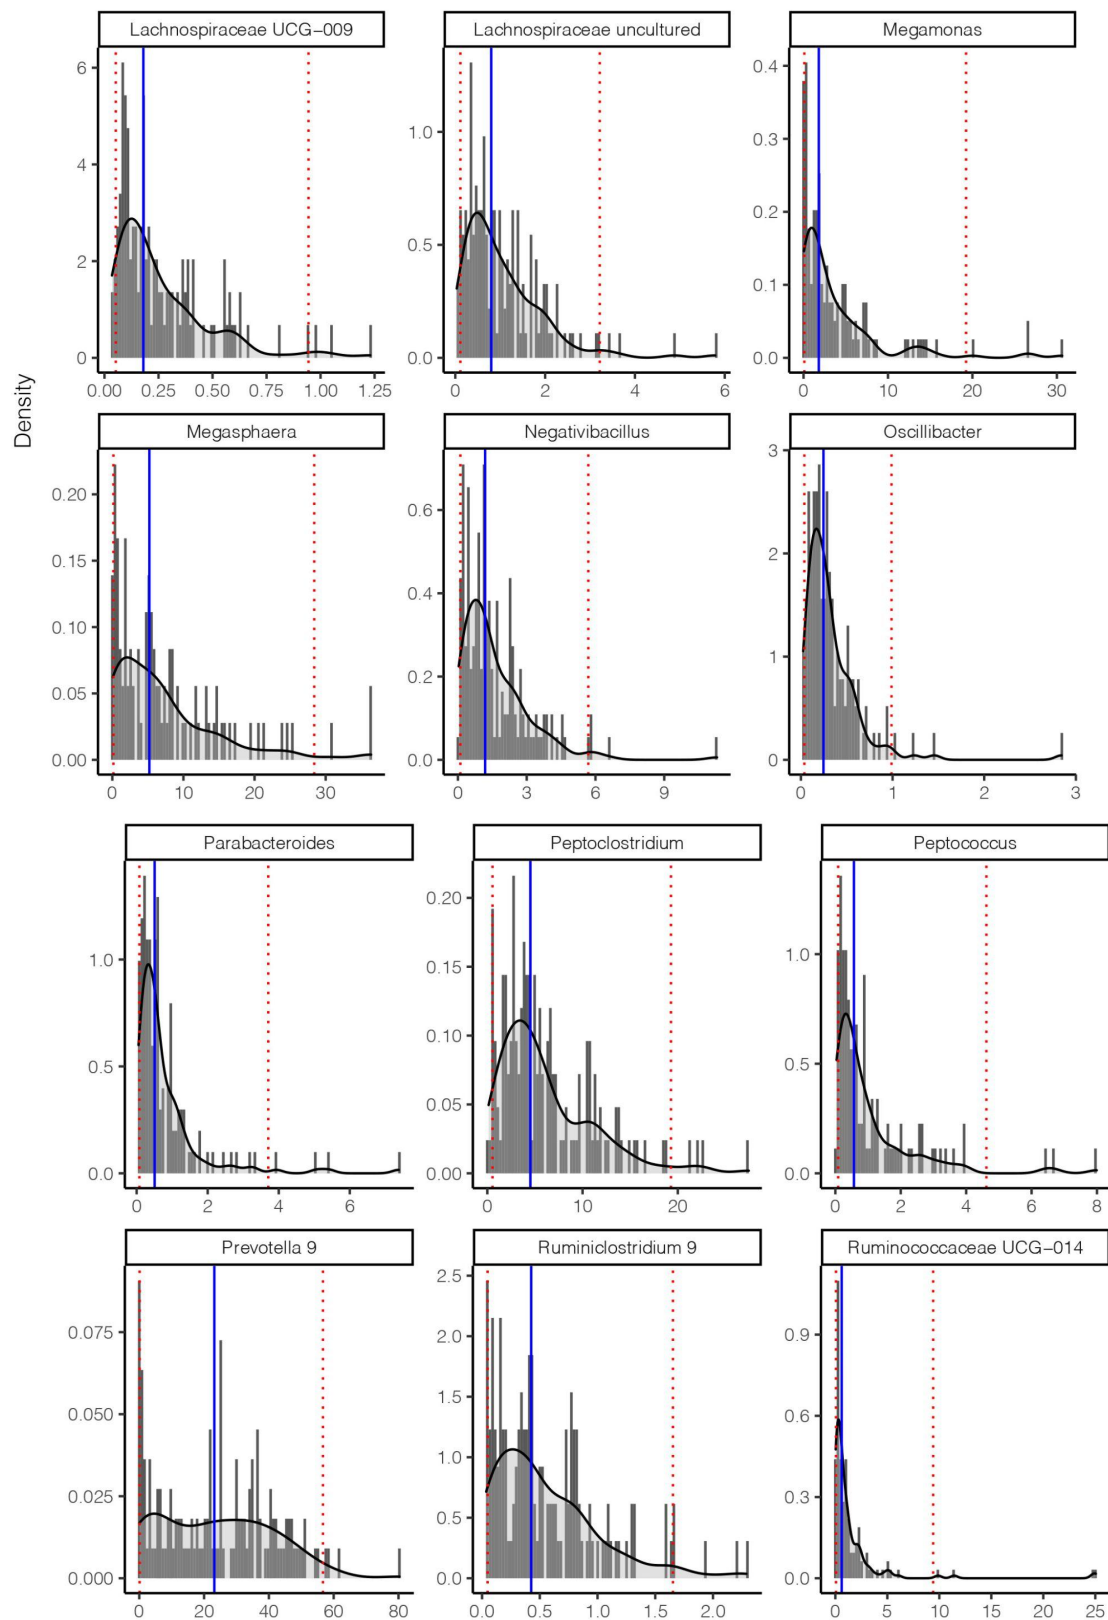 Lachnospiraceae UCG−009
Lachnospiraceae uncultured
Megamonas
6
4
2
0
0.00 0.25 0.50 0.75 1.00 1.25
1.0
0.5
0.0
0 2 4 6
0.4
0.3
0.2
0.1
0.0
0 10 20 30
Density
Megasphaera
Negativibacillus
Oscillibacter
0.20
0.15
0.10
0.05
0.00
0 10 20 30
0.6
0.4
0.2
0.0
0 3 6 9
3
2
1
0
0 1 2 3
Parabacteroides
Peptoclostridium
Peptococcus
1.0
0.5
0.0
0 2 4 6
0.20
0.15
0.10
0.05
0.00
0 10 20
1.0
0.5
0.0
0 2 4 6 8
Prevotella 9
Ruminiclostridium 9
Ruminococcaceae UCG−014
0.075
0.050
0.025
0.000
0 20 40 60 80
2.5
2.0
1.5
1.0
0.5
0.0
0.0 0.5 1.0 1.5 2.0
0.9
0.6
0.3
0.0
0 5 10 15 20 25